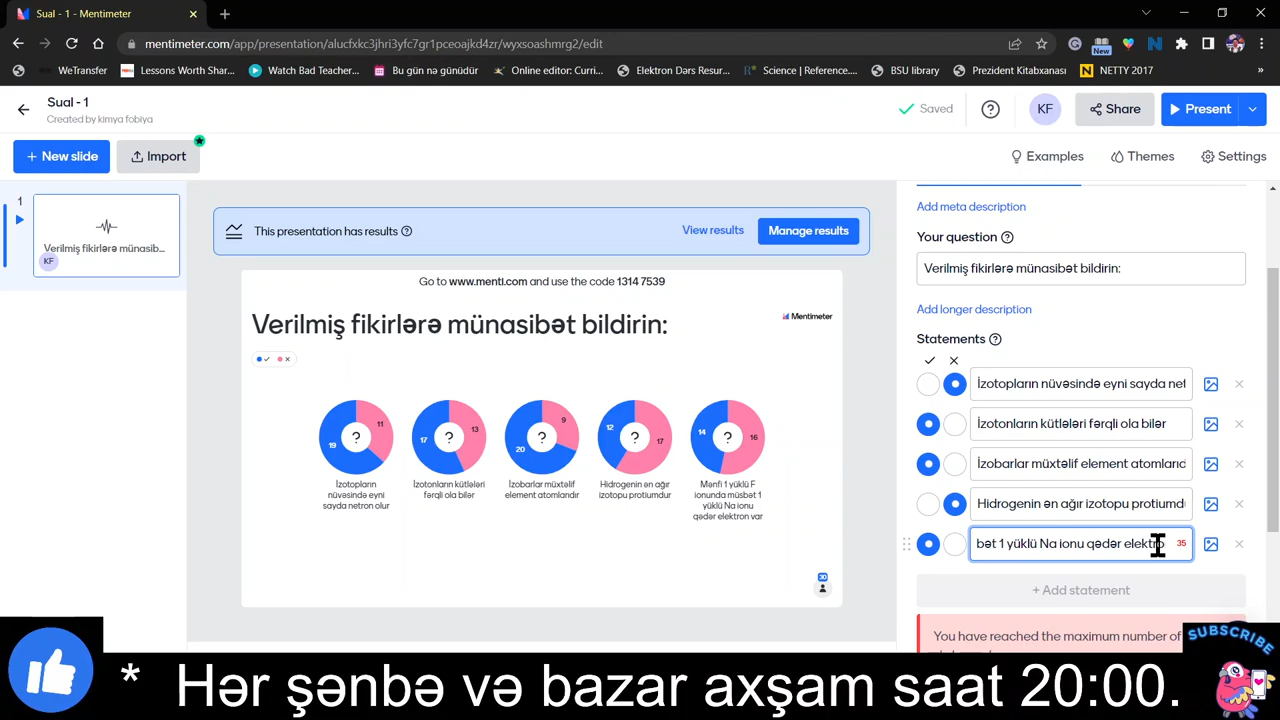 Sual - 1 - Mentimeter
mentimeter.com/app/presentation/alucfxkc3jhri3yfc7gr1pceoajkd4zr/wyxsoashmrg2/edit
New
WeTransfer
Lessons Worth Shar...
Watch Bad Teacher...
Bu gün nə günüdür
Online editor: Curri...
Elektron Dərs Resur...
Science | Reference....
BSU library
Prezident Kitabxanası
NETTY 2017
Sual - 1
Created by kimya fobiya
Saved
KF
Share
Present
+ New slide
Import
Examples
Themes
Settings
1
Verilmiş fikirlərə münasib...
KF
This presentation has results
View results
Manage results
Go to www.menti.com and use the code 1314 7539
Verilmiş fikirlərə münasibət bildirin:
Mentimeter
11
19
?
13
17
?
9
20
?
12
17
?
14
16
?
İzotopların
nüvəsində eyni
sayda netron olur
İzotonların kütlələri
fərqli ola bilər
İzobarlar müxtəlif
element atomlarıdır
Hidrogenin ən ağır
izotopu protiumdur
Mənfi 1 yüklü F
ionunda müsbət 1
yüklü Na ionu
qədər elektron var
30
Add meta description
Your question
Verilmiş fikirlərə münasibət bildirin:
Add longer description
Statements
İzotopların nüvəsində eyni sayda net
İzotonların kütlələri fərqli ola bilər
İzobarlar müxtəlif element atomlarıd
Hidrogenin ən ağır izotopu protiumd
bət 1 yüklü Na ionu qədər elektro
35
+ Add statement
You have reached the maximum number of
SUBSCRIBE
* Hər şənbə və bazar axşam saat 20:00.